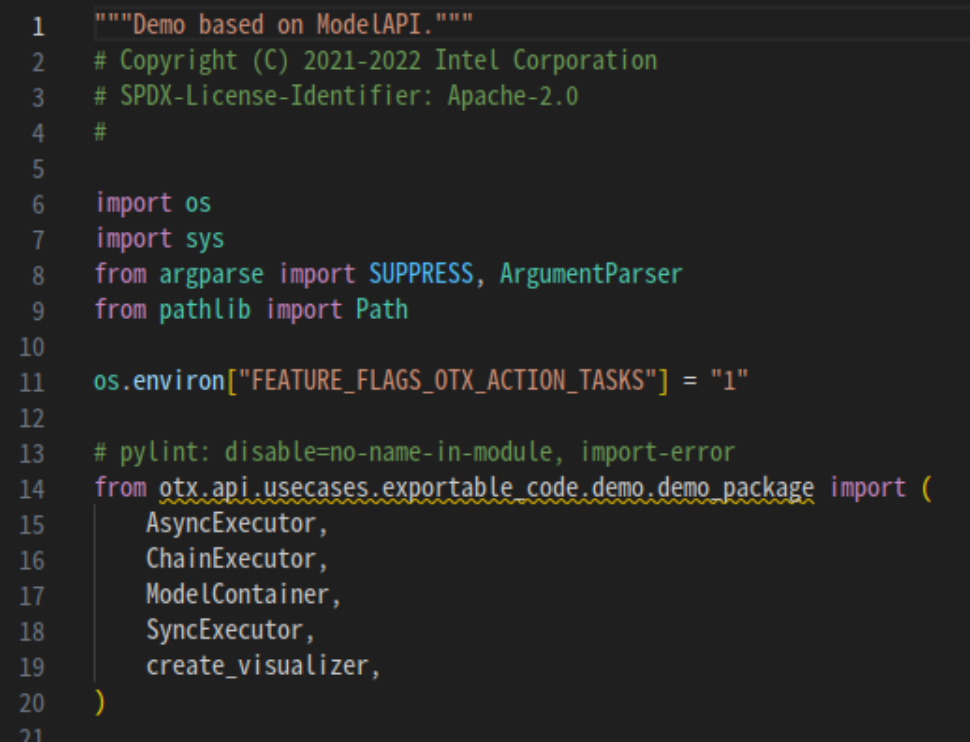 1 """Demo based on ModelAPI."""
2 # Copyright (C) 2021-2022 Intel Corporation
3 # SPDX-License-Identifier: Apache-2.0
4 #
5
6 import os
7 import sys
8 from argparse import SUPPRESS, ArgumentParser
9 from pathlib import Path
10
11 os.environ["FEATURE_FLAGS_OTX_ACTION_TASKS"] = "1"
12
13 # pylint: disable=no-name-in-module, import-error
14 from otx.api.usecases.exportable_code.demo.demo_package import (
15     AsyncExecutor,
16     ChainExecutor,
17     ModelContainer,
18     SyncExecutor,
19     create_visualizer,
20 )
21